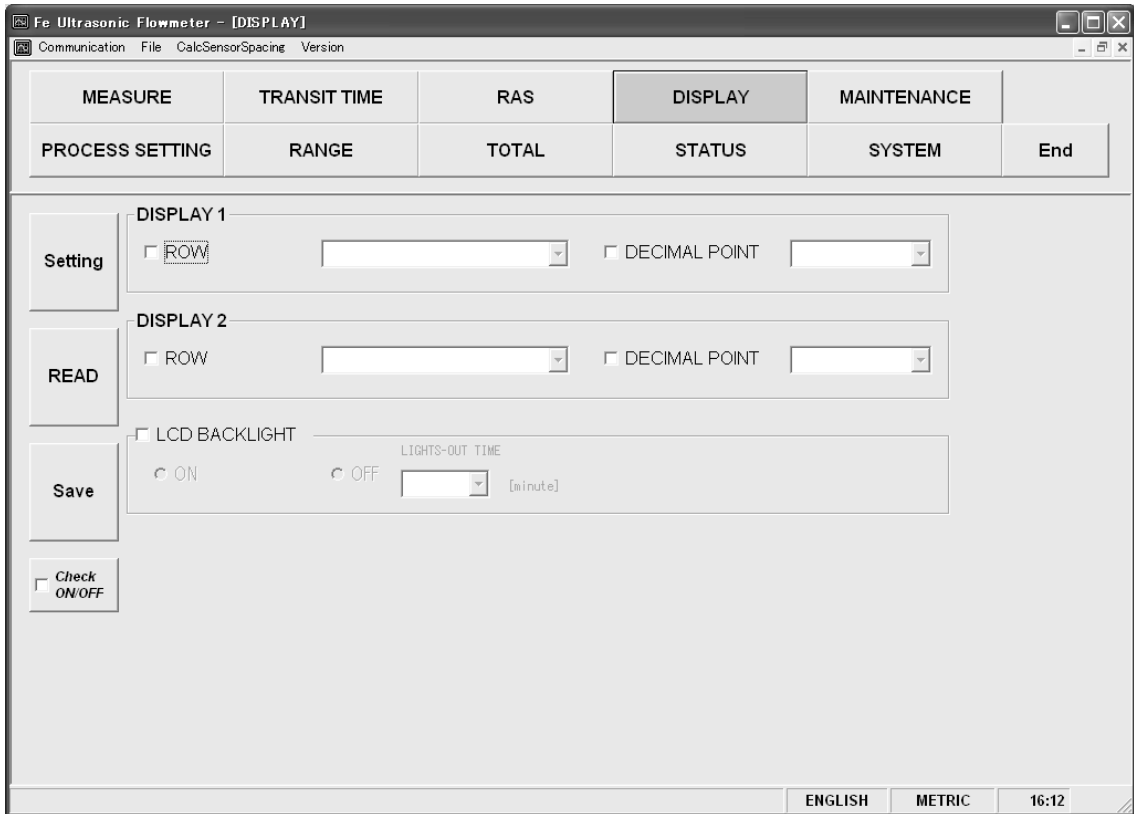 Fe Ultrasonic Flowmeter - [DISPLAY]
Communication File CalcSensorSpacing Version
MEASURE TRANSIT TIME RAS DISPLAY MAINTENANCE
PROCESS SETTING RANGE TOTAL STATUS SYSTEM End
Setting
READ
Save
Check
ON/OFF
DISPLAY 1
ROW DECIMAL POINT
DISPLAY 2
ROW DECIMAL POINT
LCD BACKLIGHT
LIGHTS-OUT TIME
ON OFF [minute]
ENGLISH METRIC 16:12